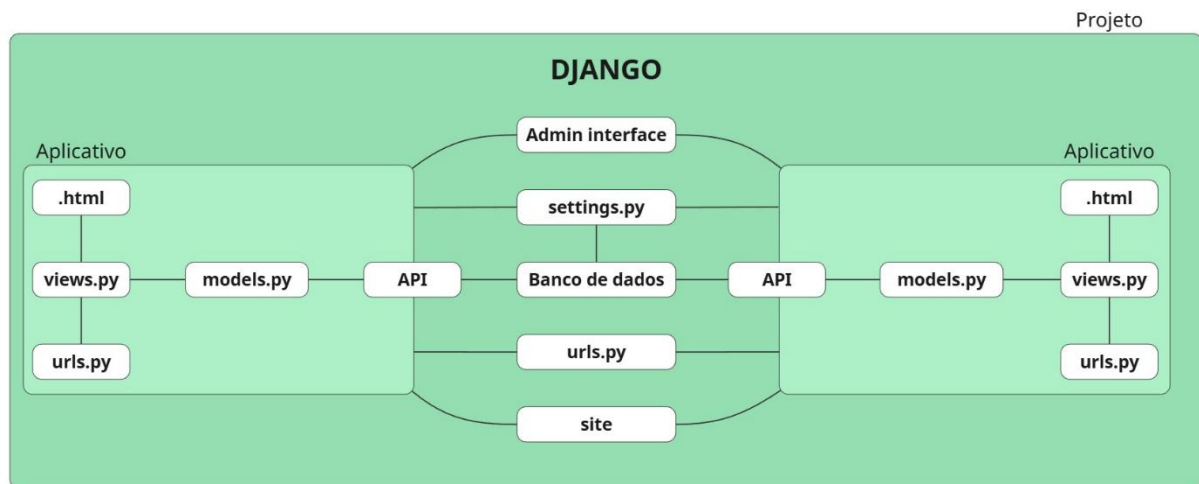 Projeto
DJANGO
Admin interface
Aplicativo
Aplicativo
.html
settings.py
.html
views.py
models.py
API
Banco de dados
API
models.py
views.py
urls.py
urls.py
urls.py
site